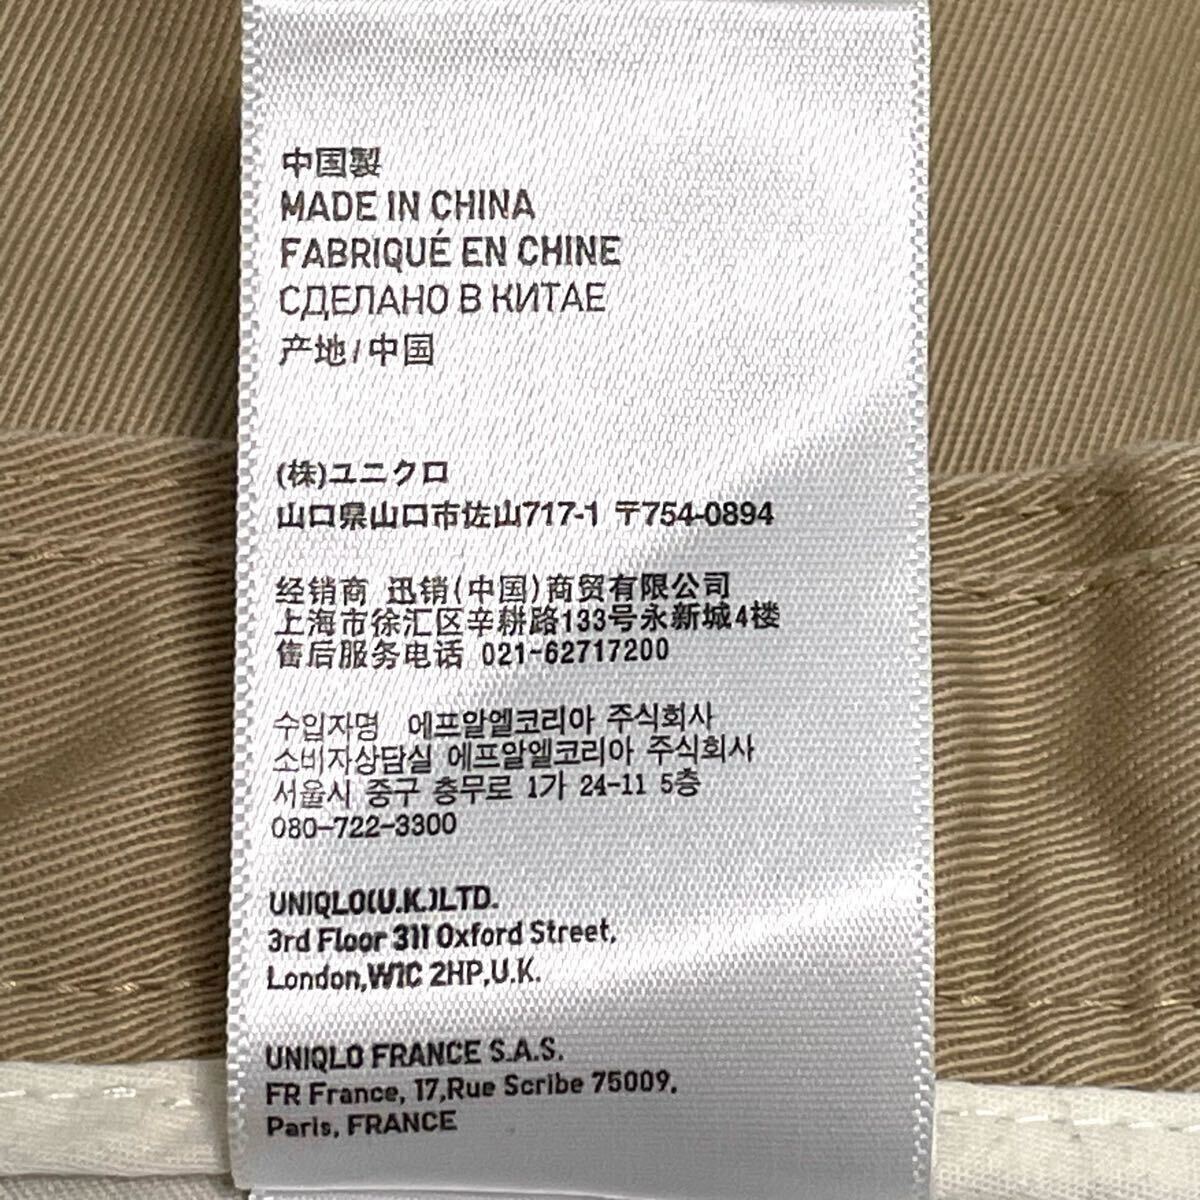 中国製
MADE IN CHINA
FABRIQUÉ EN CHINE
СДЕЛАНО В КИТАЕ
产地/中国
(株)ユニクロ
山口県山口市佐山717-1 〒754-0894
经销商 迅销(中国)商贸有限公司
上海市徐汇区辛耕路133号永新城4楼
售后服务电话 021-62717200
수입자명 에프알엘코리아 주식회사
소비자상담실 에프알엘코리아 주식회사
서울시 중구 충무로 1가 24-11 5층
080-722-3300
UNIQLO(U.K.)LTD.
3rd Floor 311 Oxford Street,
London,W1C 2HP,U.K.
UNIQLO FRANCE S.A.S.
FR France, 17,Rue Scribe 75009,
Paris, FRANCE